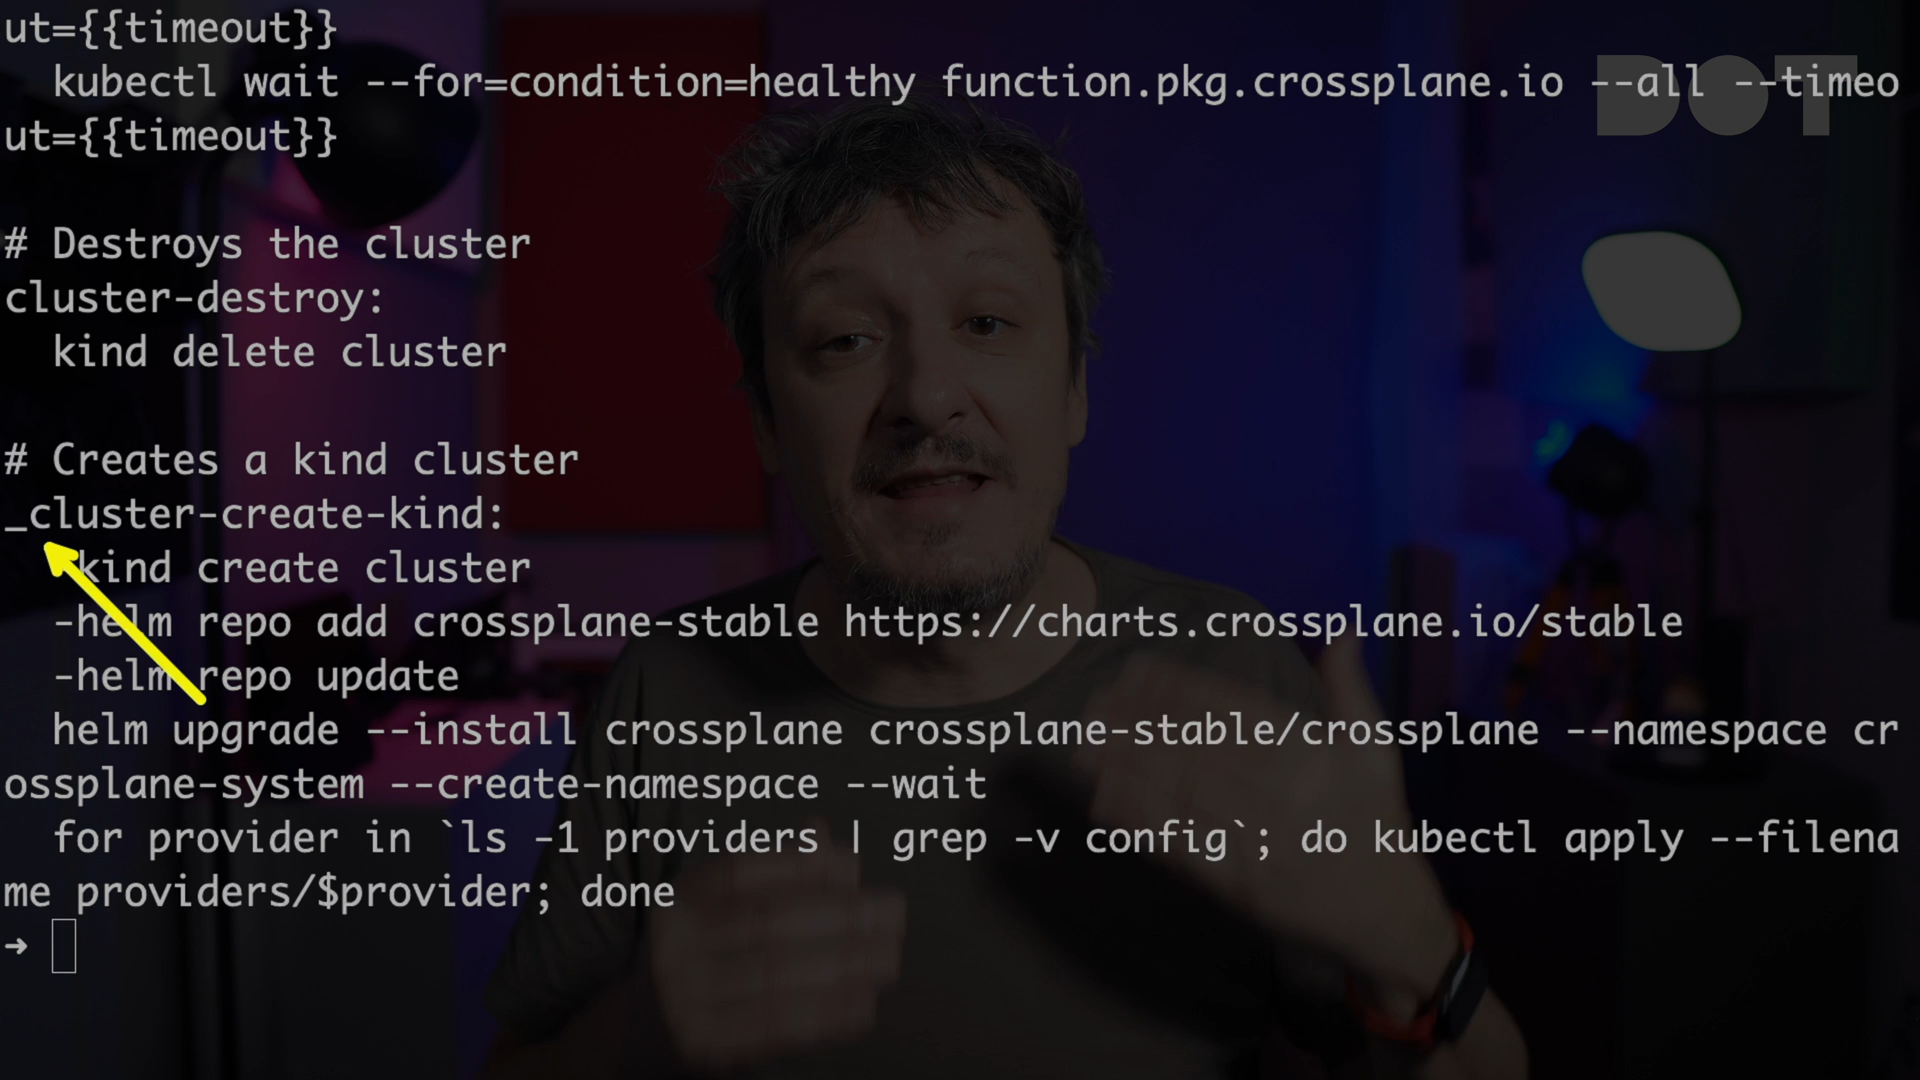 ut={{timeout}}
  kubectl wait --for=condition=healthy function.pkg.crossplane.io --all --timeo
ut={{timeout}}
DOT

# Destroys the cluster
cluster-destroy:
  kind delete cluster

# Creates a kind cluster
_cluster-create-kind:
  kind create cluster
  -helm repo add crossplane-stable https://charts.crossplane.io/stable
  -helm repo update
  helm upgrade --install crossplane crossplane-stable/crossplane --namespace cr
ossplane-system --create-namespace --wait
  for provider in `ls -1 providers | grep -v config`; do kubectl apply --filena
me providers/$provider; done
➜